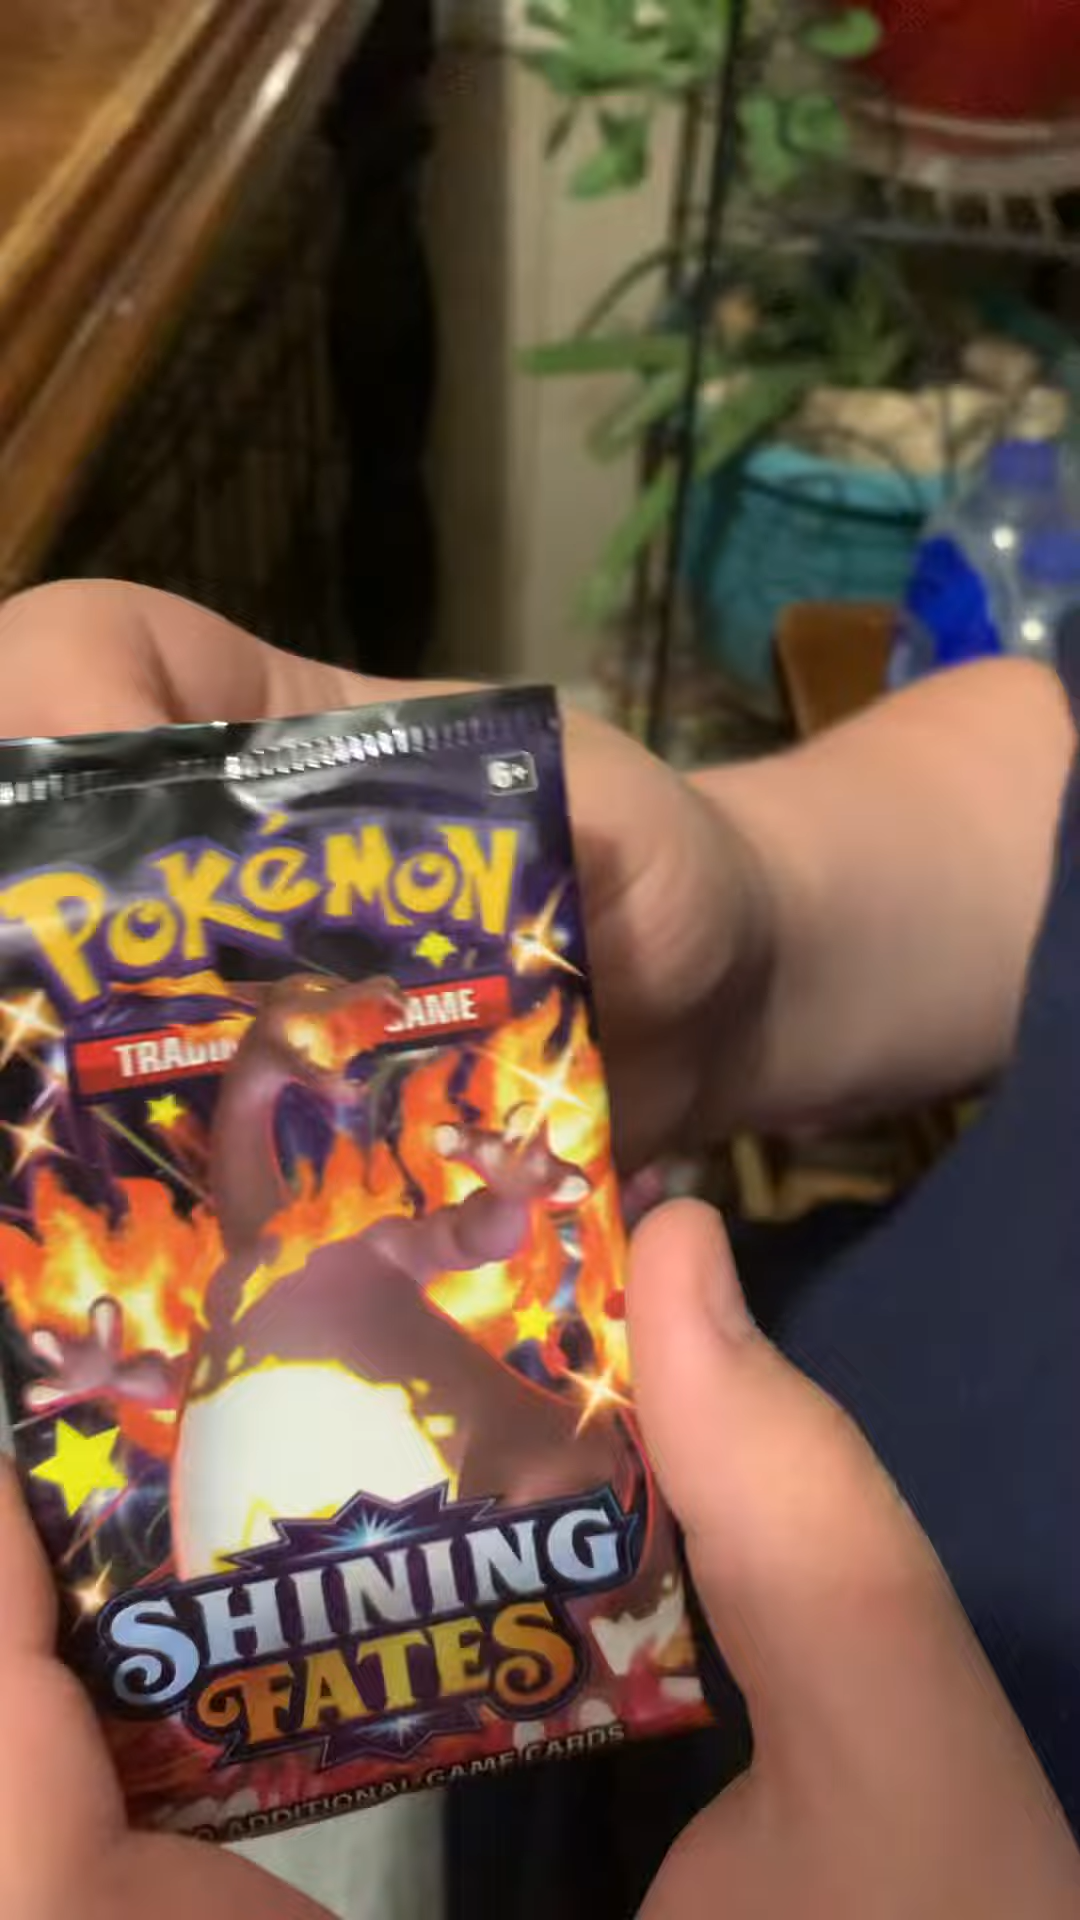 6+
POKéMON
TRADIN GAME
SHINING
FATES
ADDITIONAL GAME CARDS